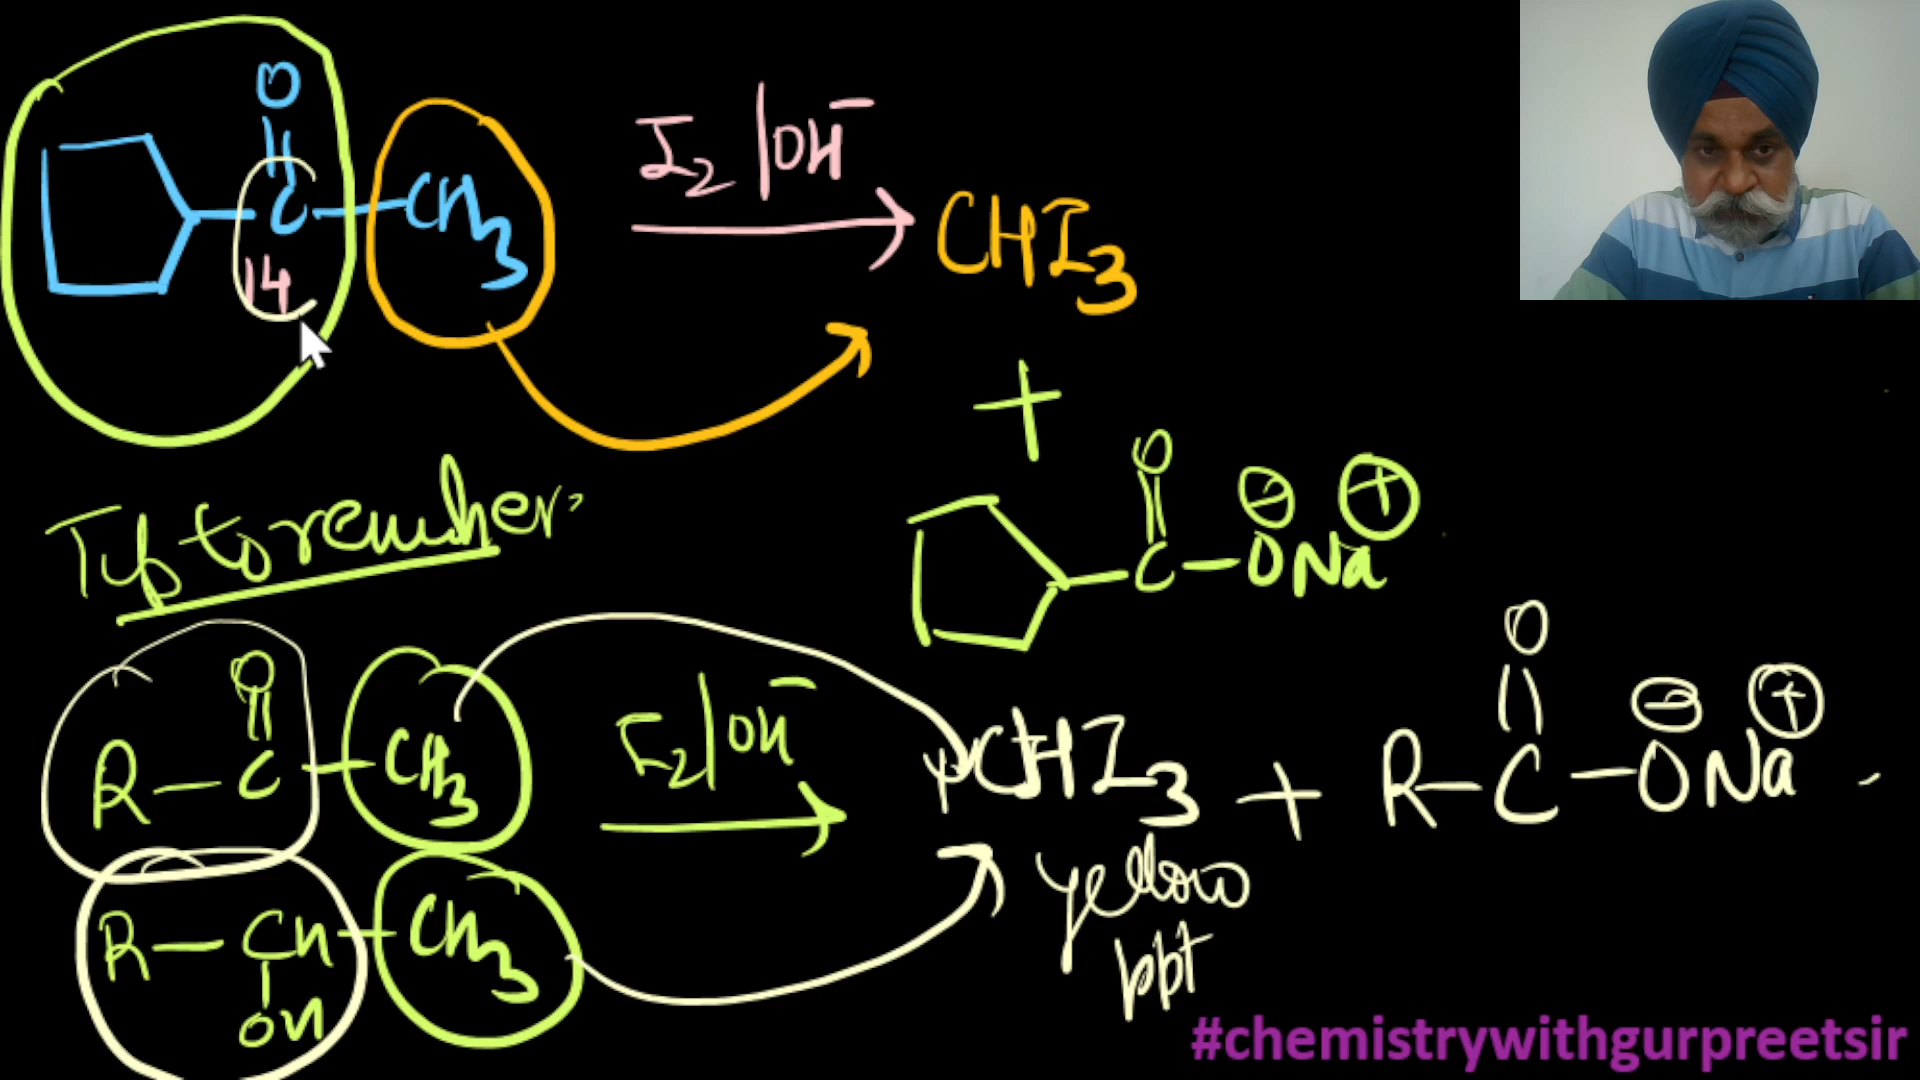 O
C - CH3
14
I2 | OH−
CHI3
+
Tips to remember:
O
C - O⊖ Na⊕
O
R - C - CH3
I2 | OH−
CHI3 + R - C - O⊖ Na⊕
O
yellow
ppt
R - CH - CH3
OH
#chemistrywithgurpreetsir